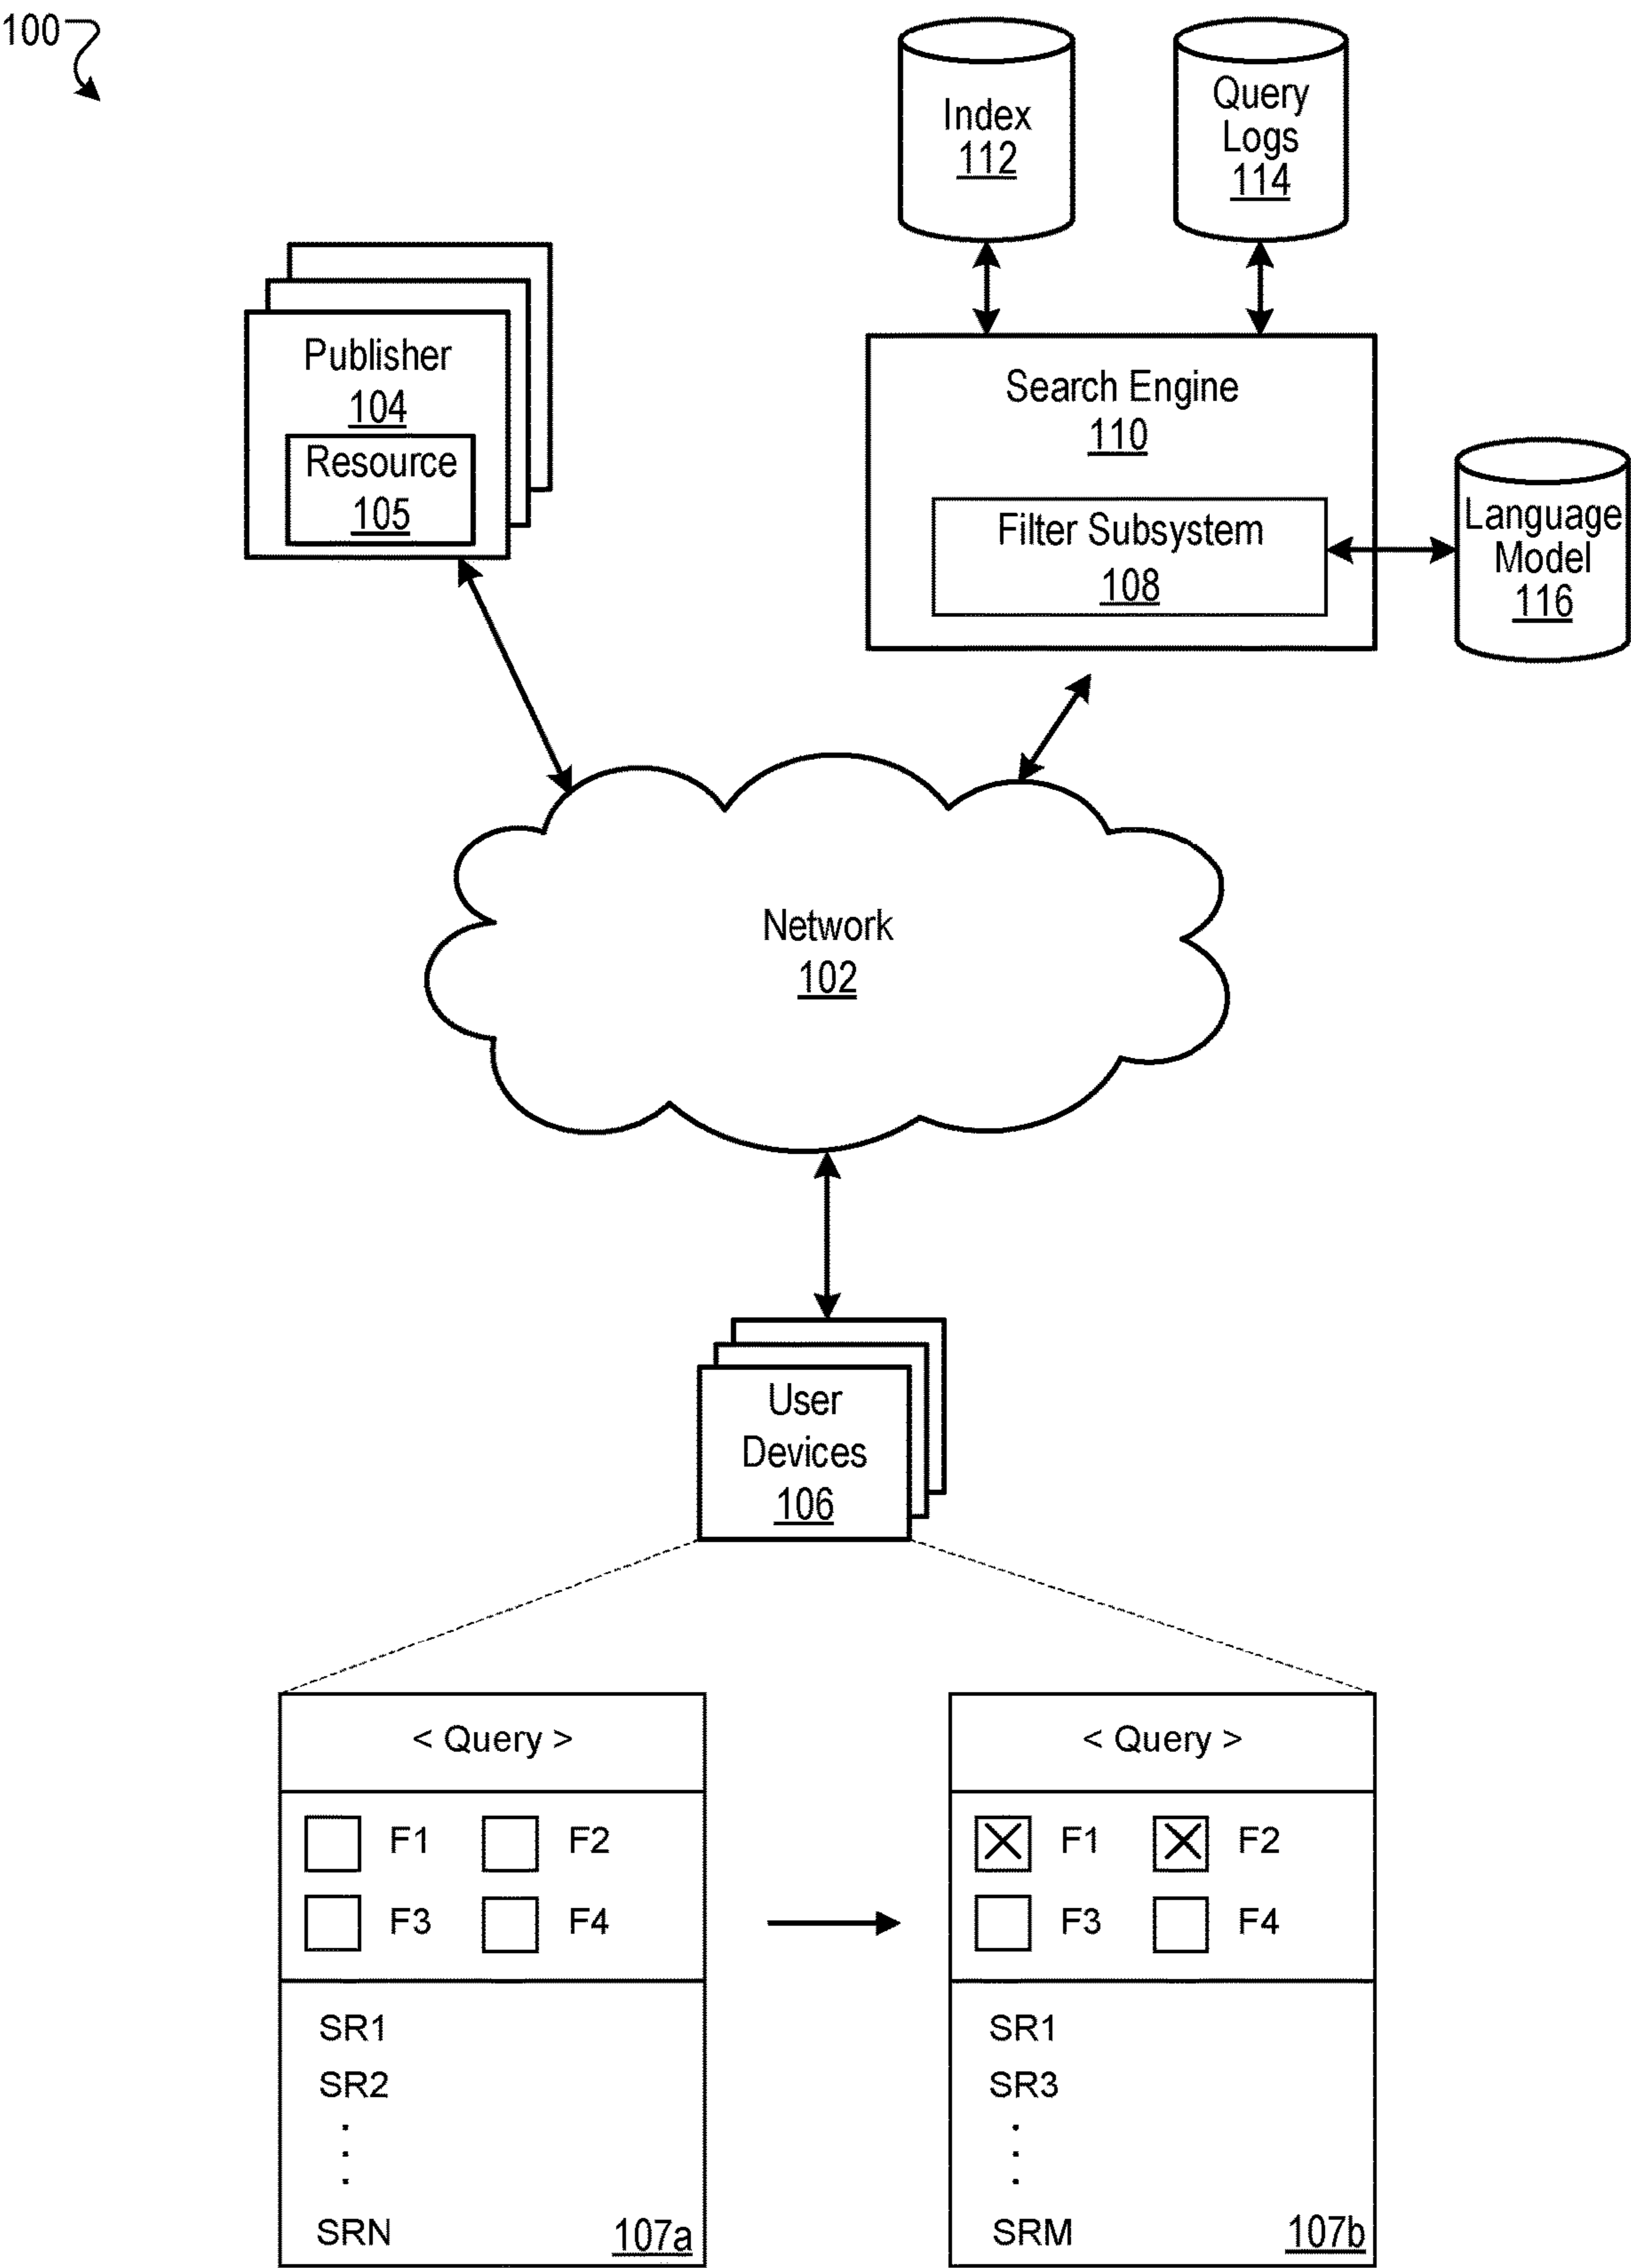 100
Index
112
Query
Logs
114
Publisher
104
Resource
105
Search Engine
110
Filter Subsystem
108
Language
Model
116
Network
102
User
Devices
106
< Query >
F1 F2
F3 F4
SR1
SR2
SRN
107a
< Query >
F1 F2
F3 F4
SR1
SR3
SRM
107b